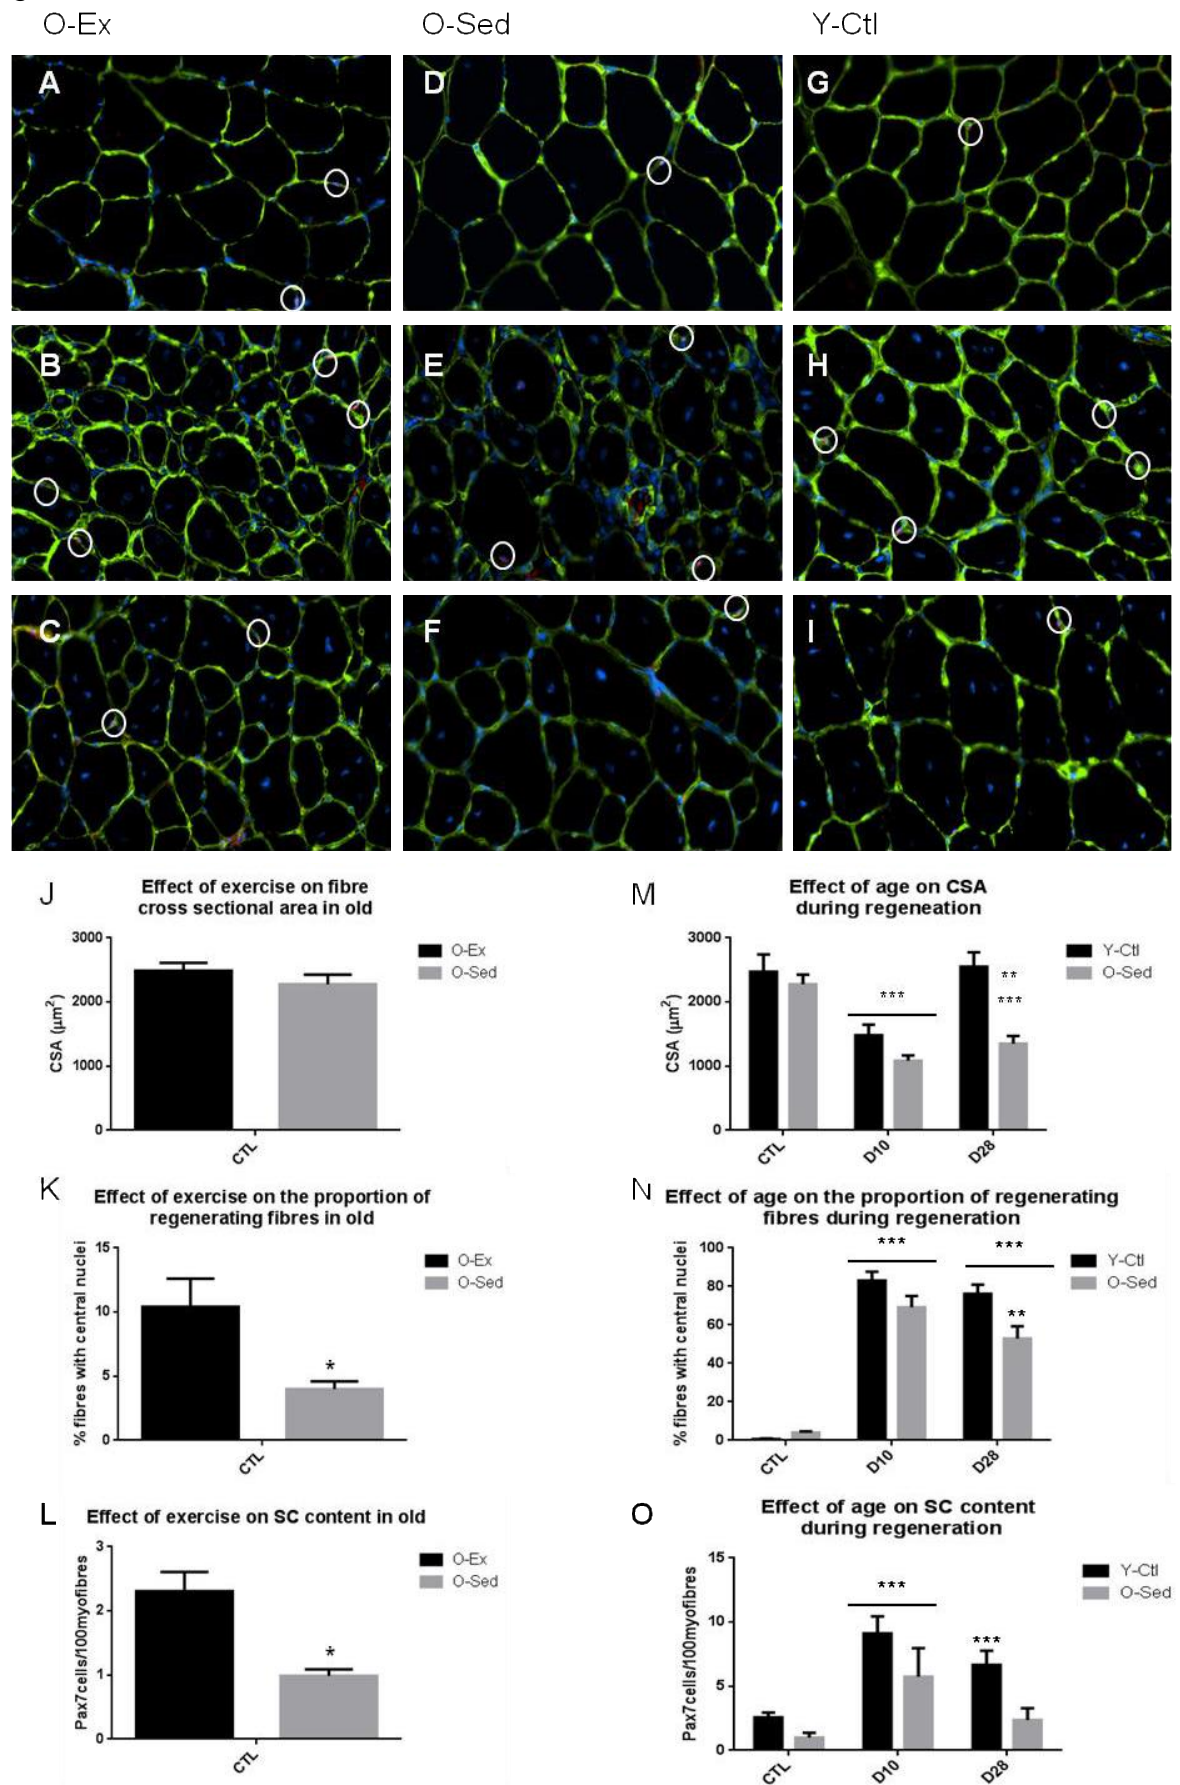 O-Ex
O-Sed
Y-Ctl
A
D
G
B
E
H
C
F
I
J
Effect of exercise on fibre
cross sectional area in old
CSA (μm²)
3000
2000
1000
0
CTL
O-Ex
O-Sed
M
Effect of age on CSA
during regeneation
CSA (μm²)
3000
2000
1000
0
***
**
***
CTL
D10
D28
Y-Ctl
O-Sed
K
Effect of exercise on the proportion of
regenerating fibres in old
% fibres with central nuclei
15
10
5
0
*
CTL
O-Ex
O-Sed
N
Effect of age on the proportion of regenerating
fibres during regeneration
% fibres with central nuclei
100
80
60
40
20
0
***
***
**
CTL
D10
D28
Y-Ctl
O-Sed
L
Effect of exercise on SC content in old
Pax7cells/100myofibres
3
2
1
0
*
CTL
O-Ex
O-Sed
O
Effect of age on SC content
during regeneration
Pax7cells/100myofibres
15
10
5
0
***
***
CTL
D10
D28
Y-Ctl
O-Sed